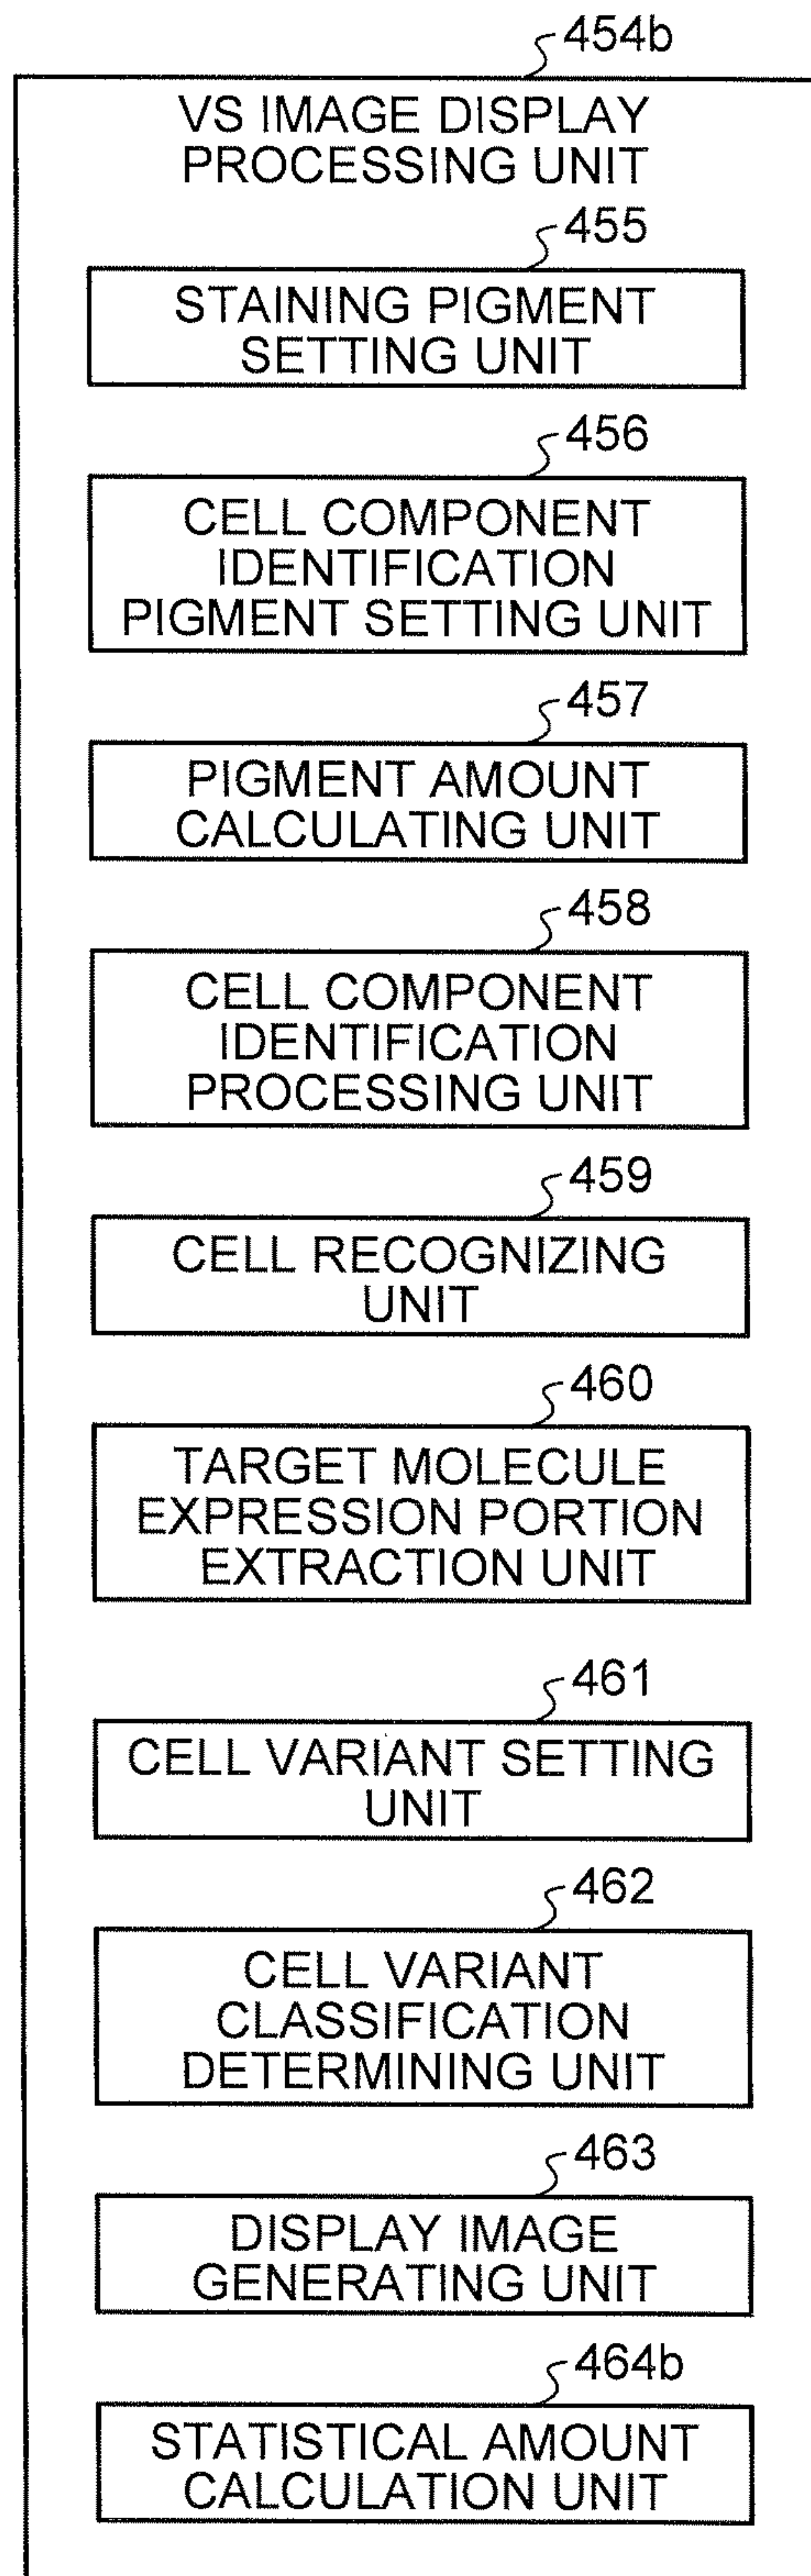 454b
VS IMAGE DISPLAY
PROCESSING UNIT
455
STAINING PIGMENT
SETTING UNIT
456
CELL COMPONENT
IDENTIFICATION
PIGMENT SETTING UNIT
457
PIGMENT AMOUNT
CALCULATING UNIT
458
CELL COMPONENT
IDENTIFICATION
PROCESSING UNIT
459
CELL RECOGNIZING
UNIT
460
TARGET MOLECULE
EXPRESSION PORTION
EXTRACTION UNIT
461
CELL VARIANT SETTING
UNIT
462
CELL VARIANT
CLASSIFICATION
DETERMINING UNIT
463
DISPLAY IMAGE
GENERATING UNIT
464b
STATISTICAL AMOUNT
CALCULATION UNIT